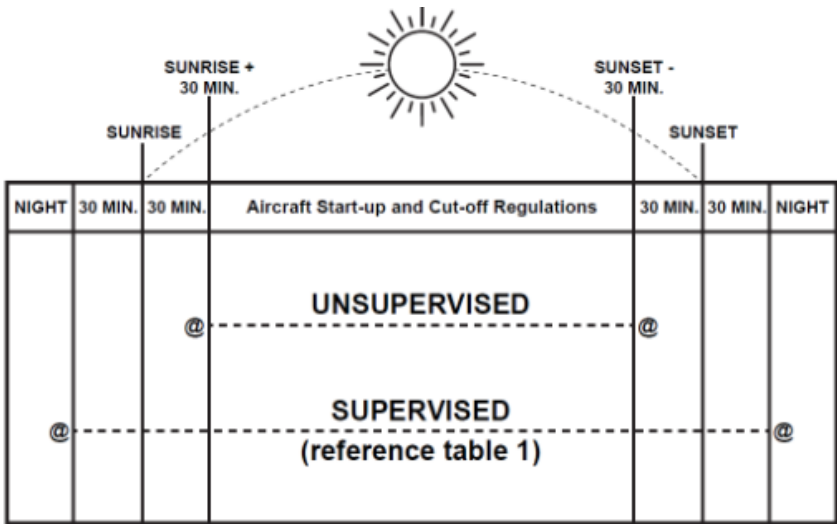 SUNRISE +
30 MIN.
SUNSET -
30 MIN.
SUNRISE
SUNSET
NIGHT 30 MIN. 30 MIN. Aircraft Start-up and Cut-off Regulations 30 MIN. 30 MIN. NIGHT
UNSUPERVISED
@ @
SUPERVISED
@ @
(reference table 1)